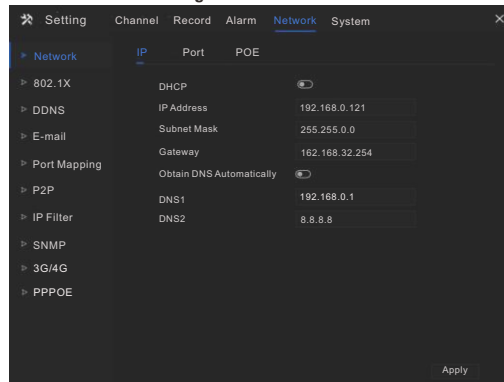 Setting Channel Record Alarm Network System
Network IP Port POE
802.1X
DDNS
E-mail
Port Mapping
P2P
IP Filter
SNMP
3G/4G
PPPOE
DHCP
IP Address 192.168.0.121
Subnet Mask 255.255.0.0
Gateway 162.168.32.254
Obtain DNS Automatically
DNS1 192.168.0.1
DNS2 8.8.8.8
Apply